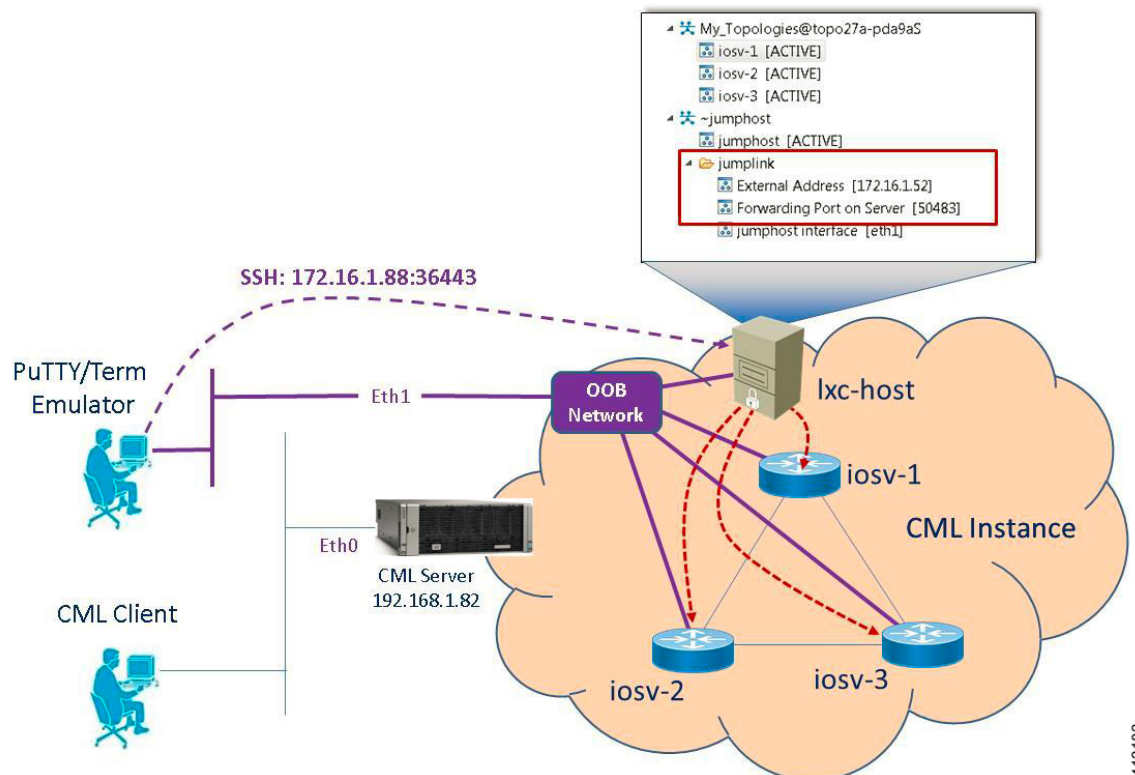 My_Topologies@topo27a-pda9aS
iosv-1 [ACTIVE]
iosv-2 [ACTIVE]
iosv-3 [ACTIVE]
~jumphost
jumphost [ACTIVE]
jumplink
External Address [172.16.1.52]
Forwarding Port on Server [50483]
jumphost interface [eth1]
SSH: 172.16.1.88:36443
PuTTY/Term
Emulator
Eth1
OOB
Network
lxc-host
iosv-1
CML Instance
Eth0
CML Server
192.168.1.82
CML Client
iosv-2
iosv-3